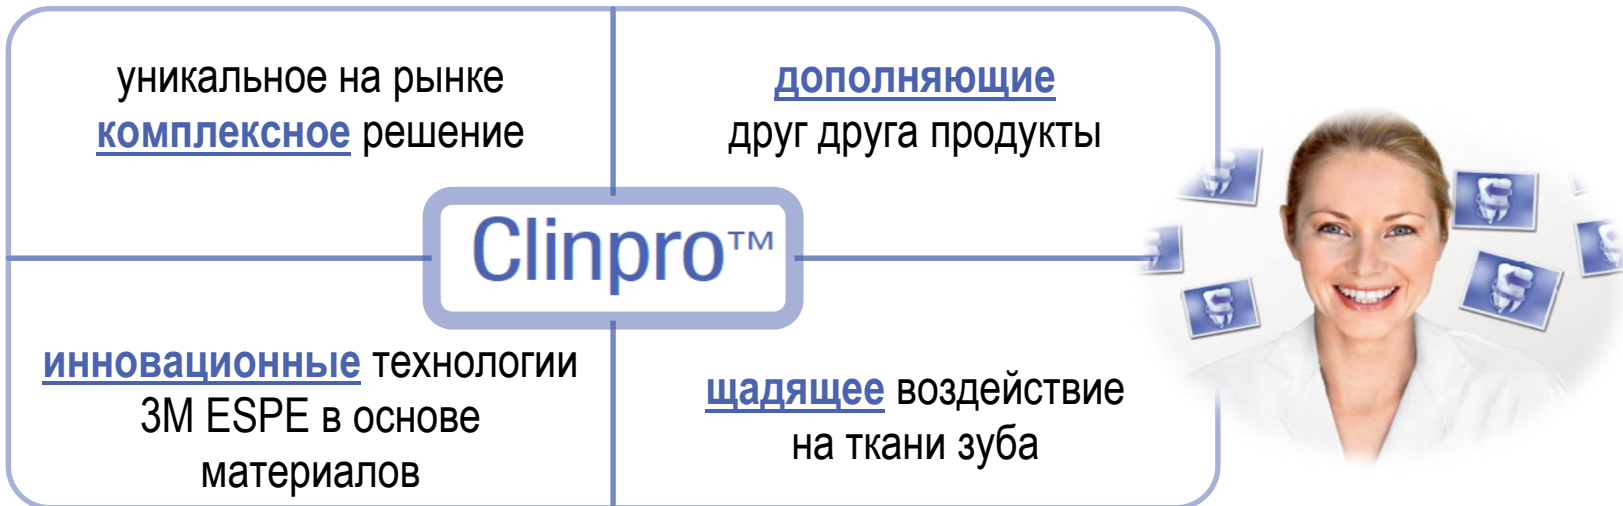 уникальное на рынке
комплексное решение
дополняющие
друг друга продукты
Clinpro™
инновационные технологии
3M ESPE в основе
материалов
щадящее воздействие
на ткани зуба